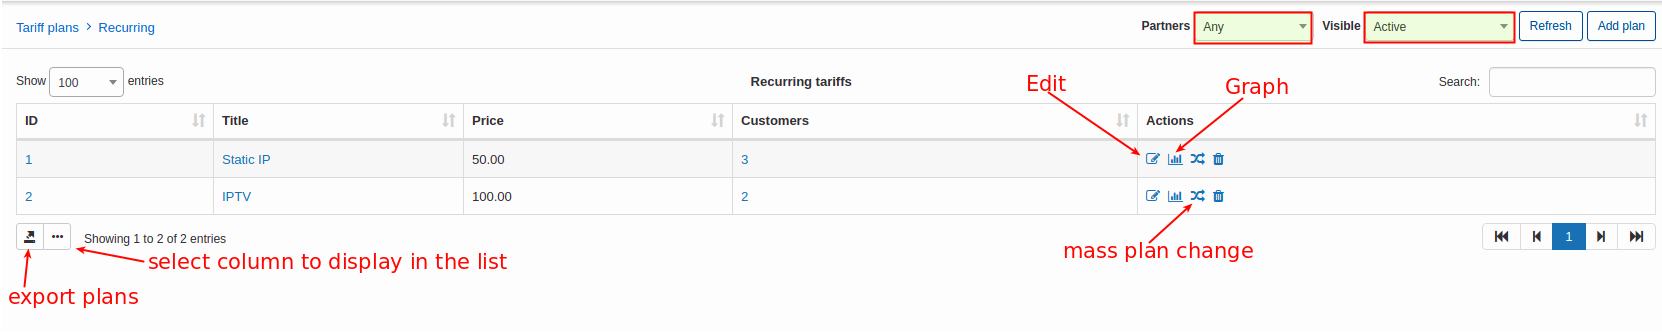 Tariff plans > Recurring
Partners Any Visible Active Refresh Add plan
Show 100 entries Recurring tariffs Search:
Edit Graph
ID Title Price Customers Actions
1 Static IP 50.00 3
2 IPTV 100.00 2
Showing 1 to 2 of 2 entries 1
mass plan change
select column to display in the list
export plans